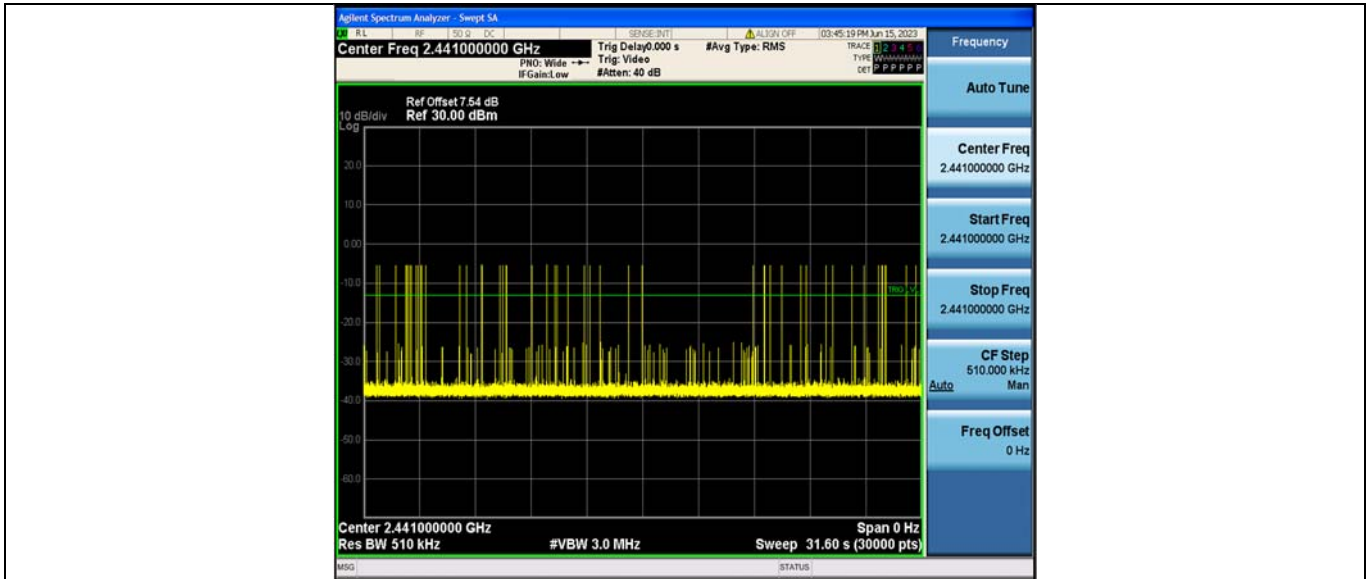 Agilent Spectrum Analyzer - Swept SA
RL RF 50 Ω DC SENSE:INT ALIGN OFF 03:45:19 PM Jun 15, 2023
Center Freq 2.441000000 GHz Trig Delay0.000 s #Avg Type: RMS TRACE 1 2 3 4 5 6
PNO: Wide Trig: Video TYPE
IFGain:Low #Atten: 40 dB DET P P P P P P
Frequency
Auto Tune
Ref Offset 7.54 dB
10 dB/div Ref 30.00 dBm
Log
20.0
10.0
0.00
-10.0
TRIG
-20.0
-30.0
-40.0
-50.0
-60.0
Center 2.441000000 GHz Span 0 Hz
Res BW 510 kHz #VBW 3.0 MHz Sweep 31.60 s (30000 pts)
MSG STATUS
Center Freq
2.441000000 GHz
Start Freq
2.441000000 GHz
Stop Freq
2.441000000 GHz
CF Step
510.000 kHz
Auto Man
Freq Offset
0 Hz